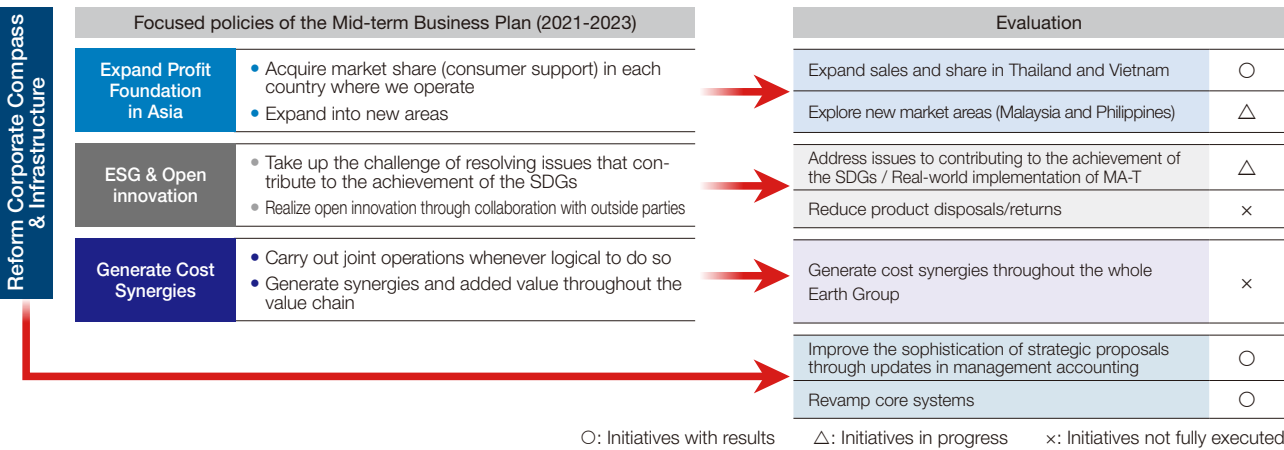 Reform Corporate Compass
& Infrastructure
Focused policies of the Mid-term Business Plan (2021-2023)
Evaluation
Expand Profit
Foundation
in Asia
• Acquire market share (consumer support) in each
country where we operate
• Expand into new areas
Expand sales and share in Thailand and Vietnam
○
Explore new market areas (Malaysia and Philippines)
△
ESG & Open
innovation
• Take up the challenge of resolving issues that con-
tribute to the achievement of the SDGs
• Realize open innovation through collaboration with outside parties
Address issues to contributing to the achievement of
the SDGs / Real-world implementation of MA-T
△
Reduce product disposals/returns
×
Generate Cost
Synergies
• Carry out joint operations whenever logical to do so
• Generate synergies and added value throughout the
value chain
Generate cost synergies throughout the whole
Earth Group
×
Improve the sophistication of strategic proposals
through updates in management accounting
○
Revamp core systems
○
○: Initiatives with results △: Initiatives in progress ×: Initiatives not fully executed